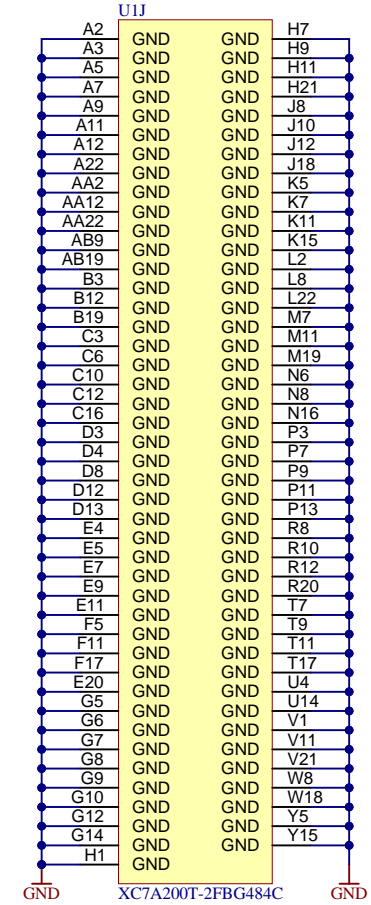 U1J
A2 GND GND H7
A3 GND GND H9
A5 GND GND H11
A7 GND GND H21
A9 GND GND J8
A11 GND GND J10
A12 GND GND J12
A22 GND GND J18
AA2 GND GND K5
AA12 GND GND K7
AA22 GND GND K11
AB9 GND GND K15
AB19 GND GND L2
B3 GND GND L8
B12 GND GND L22
B19 GND GND M7
C3 GND GND M11
C6 GND GND M19
C10 GND GND N6
C12 GND GND N8
C16 GND GND N16
D3 GND GND P3
D4 GND GND P7
D8 GND GND P9
D12 GND GND P11
D13 GND GND P13
E4 GND GND R8
E5 GND GND R10
E7 GND GND R12
E9 GND GND R20
E11 GND GND T7
F5 GND GND T9
F11 GND GND T11
F17 GND GND T17
E20 GND GND U4
G5 GND GND U14
G6 GND GND V1
G7 GND GND V11
G8 GND GND V21
G9 GND GND W8
G10 GND GND W18
G12 GND GND Y5
G14 GND GND Y15
H1 GND
GND XC7A200T-2FBG484C GND